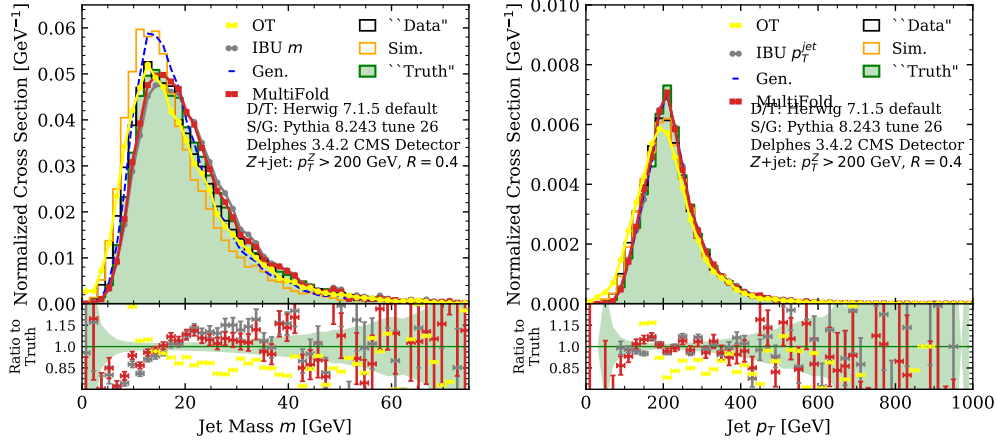 Normalized Cross Section [GeV⁻¹]
0.06
0.05
0.04
0.03
0.02
0.01
0.00
OT
IBU m
Gen.
MultiFold
``Data"
Sim.
``Truth"
D/T: Herwig 7.1.5 default
S/G: Pythia 8.243 tune 26
Delphes 3.4.2 CMS Detector
Z+jet: p_T^Z > 200 GeV, R = 0.4
Ratio to
Truth
1.15
1.0
0.85
0
20
40
60
Jet Mass m [GeV]
Normalized Cross Section [GeV⁻¹]
0.010
0.008
0.006
0.004
0.002
0.000
OT
IBU p_T^jet
Gen.
MultiFold
``Data"
Sim.
``Truth"
D/T: Herwig 7.1.5 default
S/G: Pythia 8.243 tune 26
Delphes 3.4.2 CMS Detector
Z+jet: p_T^Z > 200 GeV, R = 0.4
Ratio to
Truth
1.15
1.0
0.85
0
200
400
600
800
1000
Jet p_T [GeV]